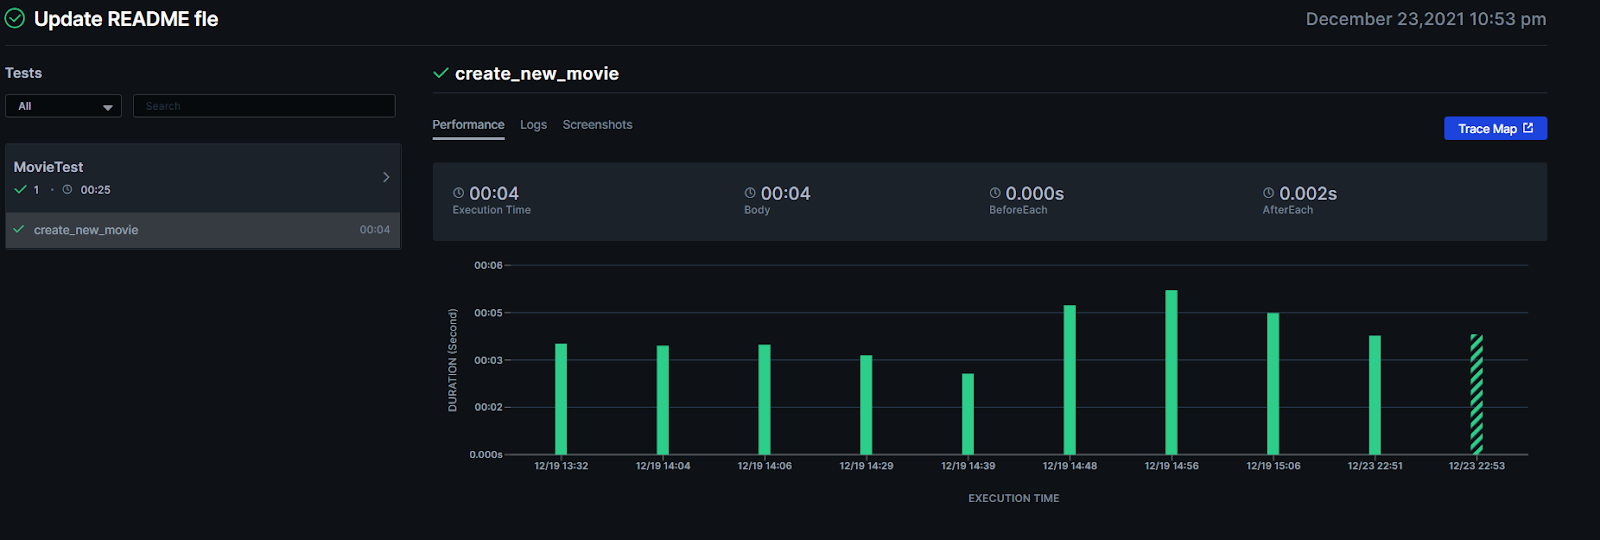 Update README fle
December 23,2021 10:53 pm
Tests
All
Search
MovieTest
1 · 00:25
create_new_movie 00:04
create_new_movie
Performance Logs Screenshots
Trace Map
00:04 00:04 0.000s 0.002s
Execution Time Body BeforeEach AfterEach
00:06
00:05
00:03
00:02
0.000s
DURATION (Second)
12/19 13:32 12/19 14:04 12/19 14:06 12/19 14:29 12/19 14:39 12/19 14:48 12/19 14:56 12/19 15:06 12/23 22:51 12/23 22:53
EXECUTION TIME